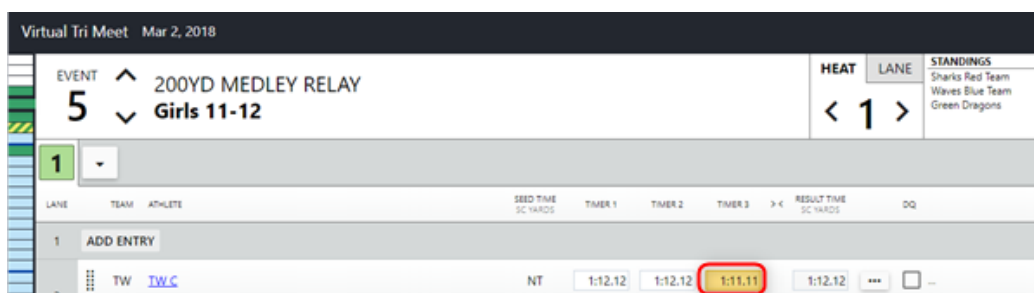 Virtual Tri Meet Mar 2, 2018
EVENT
5
200YD MEDLEY RELAY
Girls 11-12
HEAT LANE
< 1 >
STANDINGS
Sharks Red Team
Waves Blue Team
Green Dragons
1
LANE TEAM ATHLETE SEED TIME SC YARDS TIMER 1 TIMER 2 TIMER 3 > < RESULT TIME SC YARDS DQ
1 ADD ENTRY
TW TW C NT 1:12.12 1:12.12 1:11.11 1:12.12 ••• --